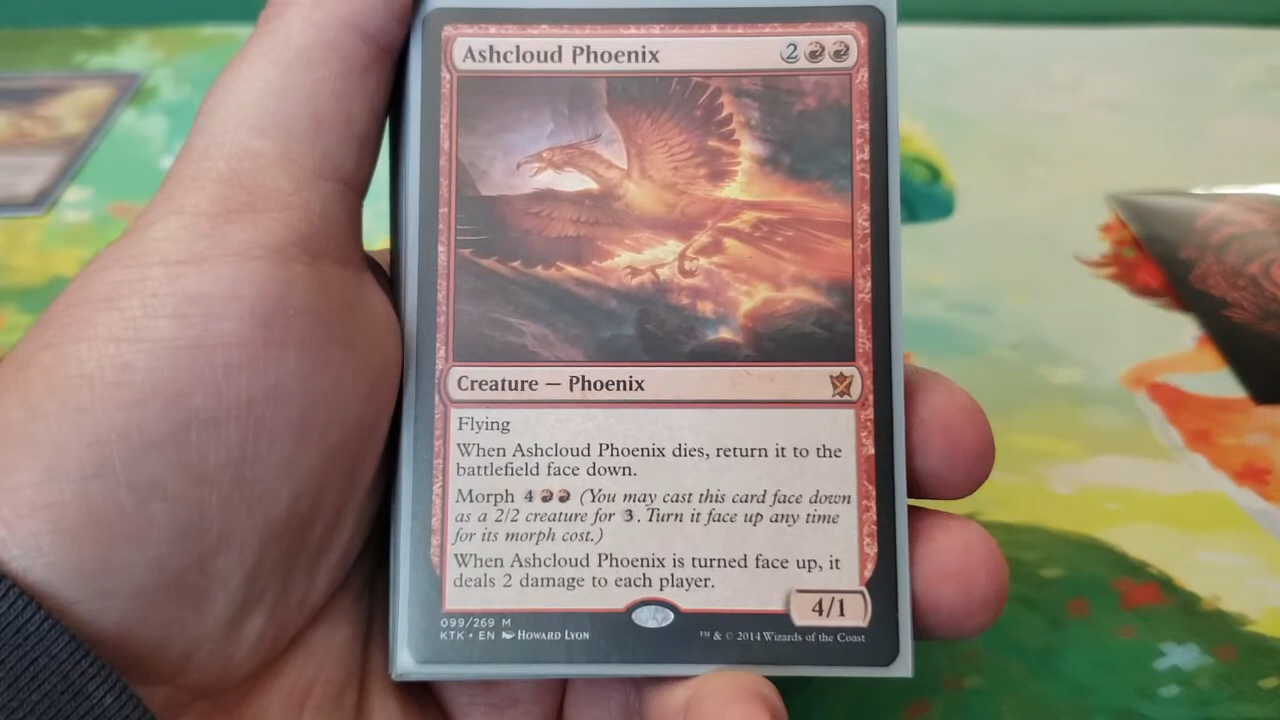 Ashcloud Phoenix 2
Creature — Phoenix
Flying
When Ashcloud Phoenix dies, return it to the
battlefield face down.
Morph 4 (You may cast this card face down
as a 2/2 creature for 3. Turn it face up any time
for its morph cost.)
When Ashcloud Phoenix is turned face up, it
deals 2 damage to each player.
4/1
099/269 M
KTK • EN Howard Lyon
™ & © 2014 Wizards of the Coast